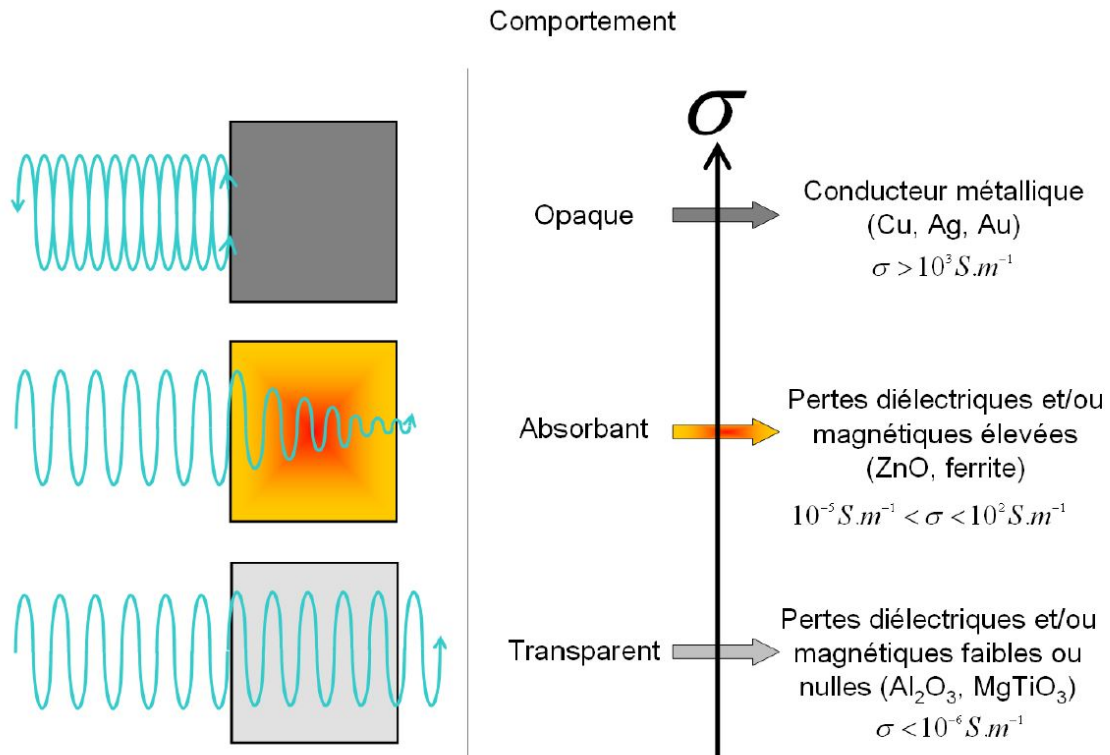 Comportement
σ
Opaque
Conducteur métallique
(Cu, Ag, Au)
σ > 10³ S.m⁻¹
Absorbant
Pertes diélectriques et/ou
magnétiques élevées
(ZnO, ferrite)
10⁻⁵ S.m⁻¹ < σ < 10² S.m⁻¹
Transparent
Pertes diélectriques et/ou
magnétiques faibles ou
nulles (Al₂O₃, MgTiO₃)
σ < 10⁻⁶ S.m⁻¹